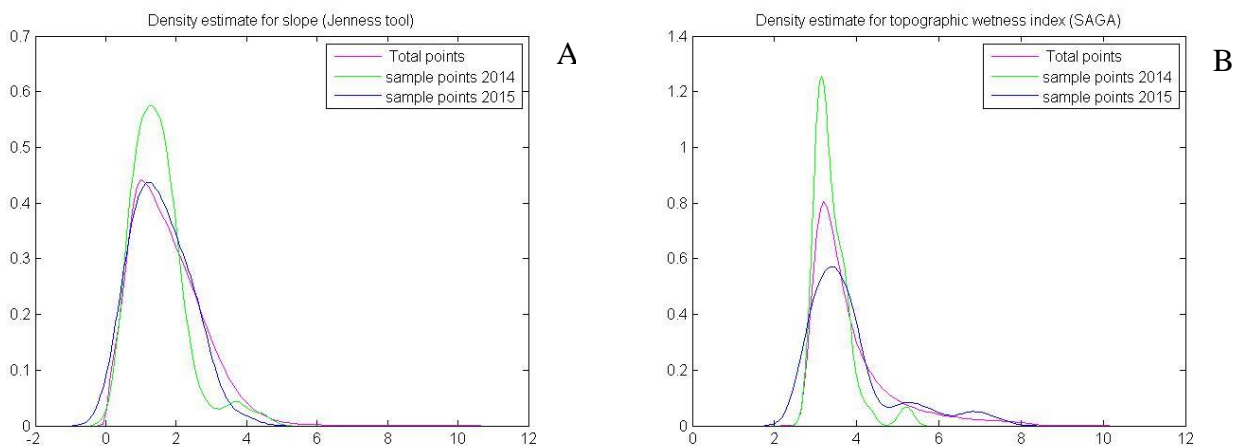 Density estimate for slope (Jenness tool)
0.7
0.6
0.5
0.4
0.3
0.2
0.1
0
-2 0 2 4 6 8 10 12
Total points
sample points 2014
sample points 2015
A
Density estimate for topographic wetness index (SAGA)
1.4
1.2
1
0.8
0.6
0.4
0.2
0
0 2 4 6 8 10 12
Total points
sample points 2014
sample points 2015
B